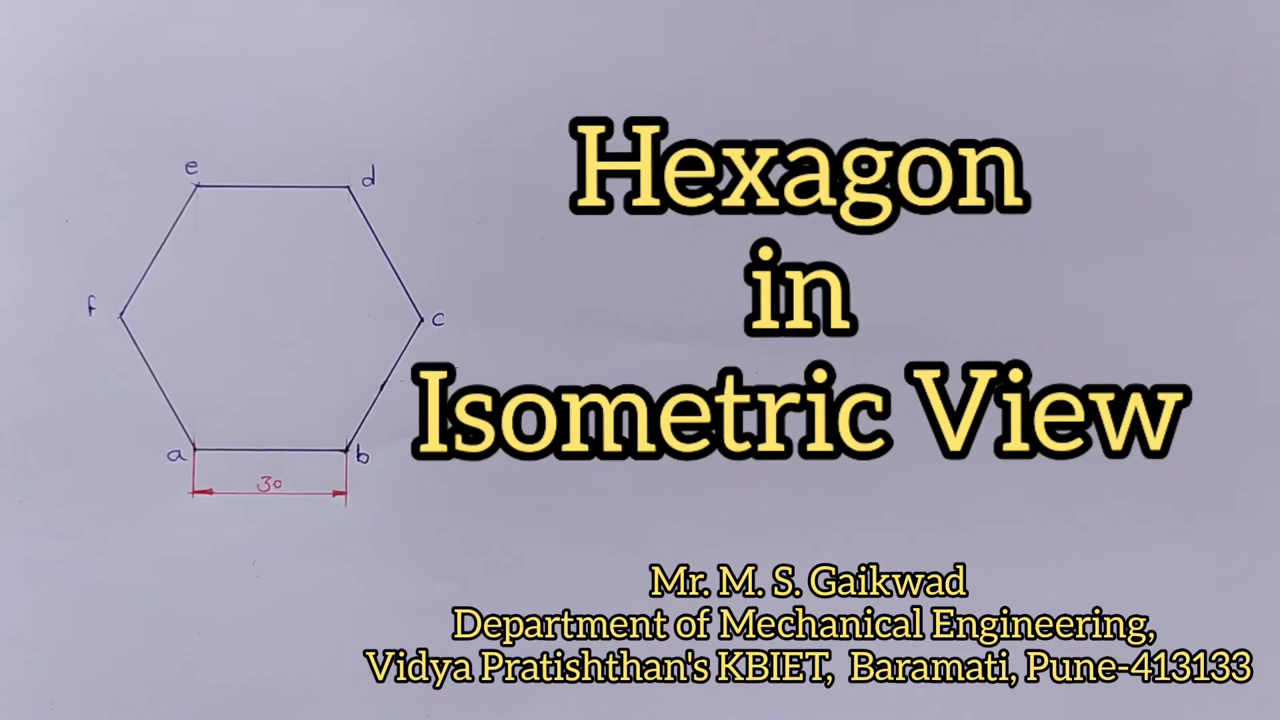 Hexagon
in
Isometric View
e
d
f
c
a
b
30
Mr. M. S. Gaikwad
Department of Mechanical Engineering,
Vidya Pratishthan's KBIET, Baramati, Pune-413133